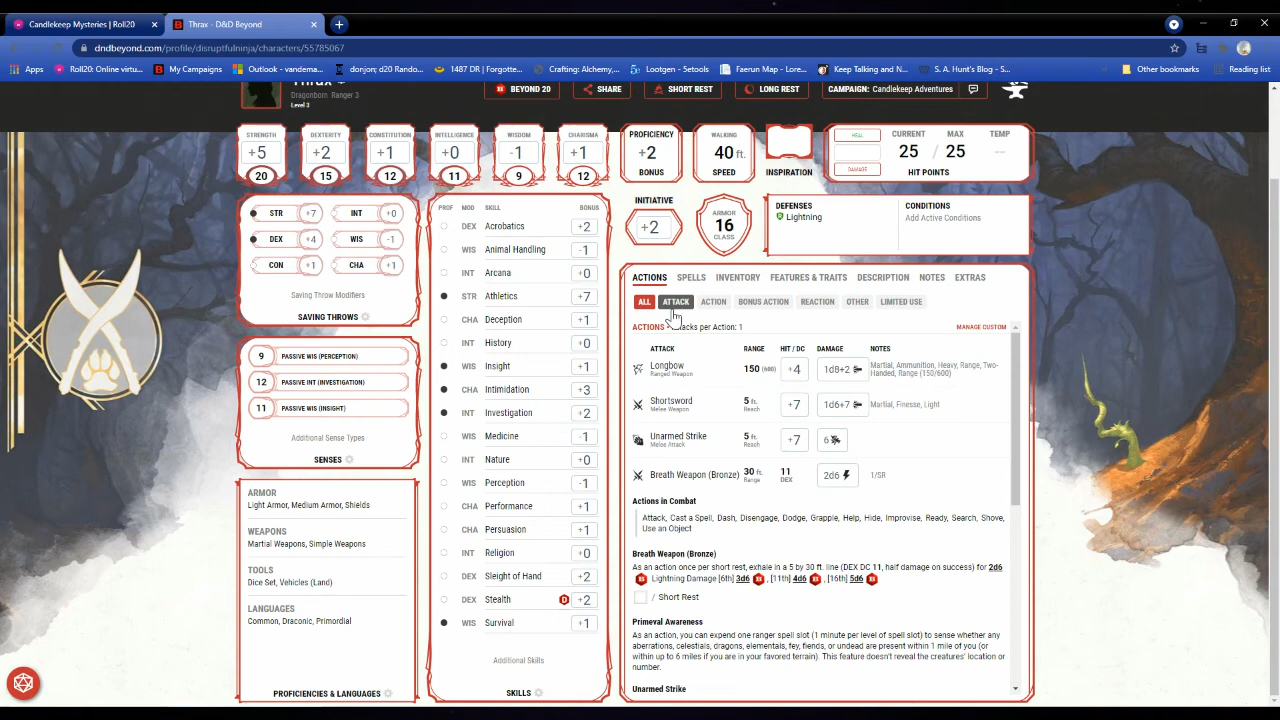 Candlekeep Mysteries | Roll20
Thrax - D&D Beyond
dndbeyond.com/profile/disruptfulninja/characters/55785067
Apps
Roll20: Online virtu...
My Campaigns
Outlook - vandema...
donjon; d20 Rando...
1487 DR | Forgotte...
Crafting: Alchemy,...
Lootgen - 5etools
Faerun Map - Lore...
Keep Talking and N...
S. A. Hunt's Blog - S...
Other bookmarks
Reading list
Dragonborn Ranger 3
Level 3
BEYOND 20
SHARE
SHORT REST
LONG REST
CAMPAIGN: Candlekeep Adventures
STRENGTH
+5
20
DEXTERITY
+2
15
CONSTITUTION
+1
12
INTELLIGENCE
+0
11
WISDOM
-1
9
CHARISMA
+1
12
PROFICIENCY
+2
BONUS
WALKING
40 ft.
SPEED
INSPIRATION
HEAL
DAMAGE
CURRENT MAX TEMP
25 / 25 --
HIT POINTS
STR +7
INT +0
DEX +4
WIS -1
CON +1
CHA +1
Saving Throw Modifiers
SAVING THROWS
9 PASSIVE WIS (PERCEPTION)
12 PASSIVE INT (INVESTIGATION)
11 PASSIVE WIS (INSIGHT)
Additional Sense Types
SENSES
ARMOR
Light Armor, Medium Armor, Shields
WEAPONS
Martial Weapons, Simple Weapons
TOOLS
Dice Set, Vehicles (Land)
LANGUAGES
Common, Draconic, Primordial
PROFICIENCIES & LANGUAGES
PROF MOD SKILL BONUS
DEX Acrobatics +2
WIS Animal Handling -1
INT Arcana +0
STR Athletics +7
CHA Deception +1
INT History +0
WIS Insight +1
CHA Intimidation +3
INT Investigation +2
WIS Medicine -1
INT Nature +0
WIS Perception -1
CHA Performance +1
CHA Persuasion +1
INT Religion +0
DEX Sleight of Hand +2
DEX Stealth D +2
WIS Survival +1
Additional Skills
SKILLS
INITIATIVE
+2
ARMOR
16
CLASS
DEFENSES
Lightning
CONDITIONS
Add Active Conditions
ACTIONS SPELLS INVENTORY FEATURES & TRAITS DESCRIPTION NOTES EXTRAS
ALL ATTACK ACTION BONUS ACTION REACTION OTHER LIMITED USE
ACTIONS • Attacks per Action: 1
MANAGE CUSTOM
ATTACK RANGE HIT / DC DAMAGE NOTES
Longbow
Ranged Weapon
150 (600) +4 1d8+2
Martial, Ammunition, Heavy, Range, Two-
Handed, Range (150/600)
Shortsword
Melee Weapon
5 ft.
Reach
+7 1d6+7 Martial, Finesse, Light
Unarmed Strike
Melee Attack
5 ft.
Reach
+7 6
Breath Weapon (Bronze)
30 ft.
Range
11
DEX
2d6 1/SR
Actions in Combat
Attack, Cast a Spell, Dash, Disengage, Dodge, Grapple, Help, Hide, Improvise, Ready, Search, Shove,
Use an Object
Breath Weapon (Bronze)
As an action once per short rest, exhale in a 5 by 30 ft. line (DEX DC 11, half damage on success) for 2d6
Lightning Damage [6th] 3d6 , [11th] 4d6 , [16th] 5d6
/ Short Rest
Primeval Awareness
As an action, you can expend one ranger spell slot (1 minute per level of spell slot) to sense whether any
aberrations, celestials, dragons, elementals, fey, fiends, or undead are present within 1 mile of you (or
within up to 6 miles if you are in your favored terrain). This feature doesn't reveal the creatures' location or
number.
Unarmed Strike